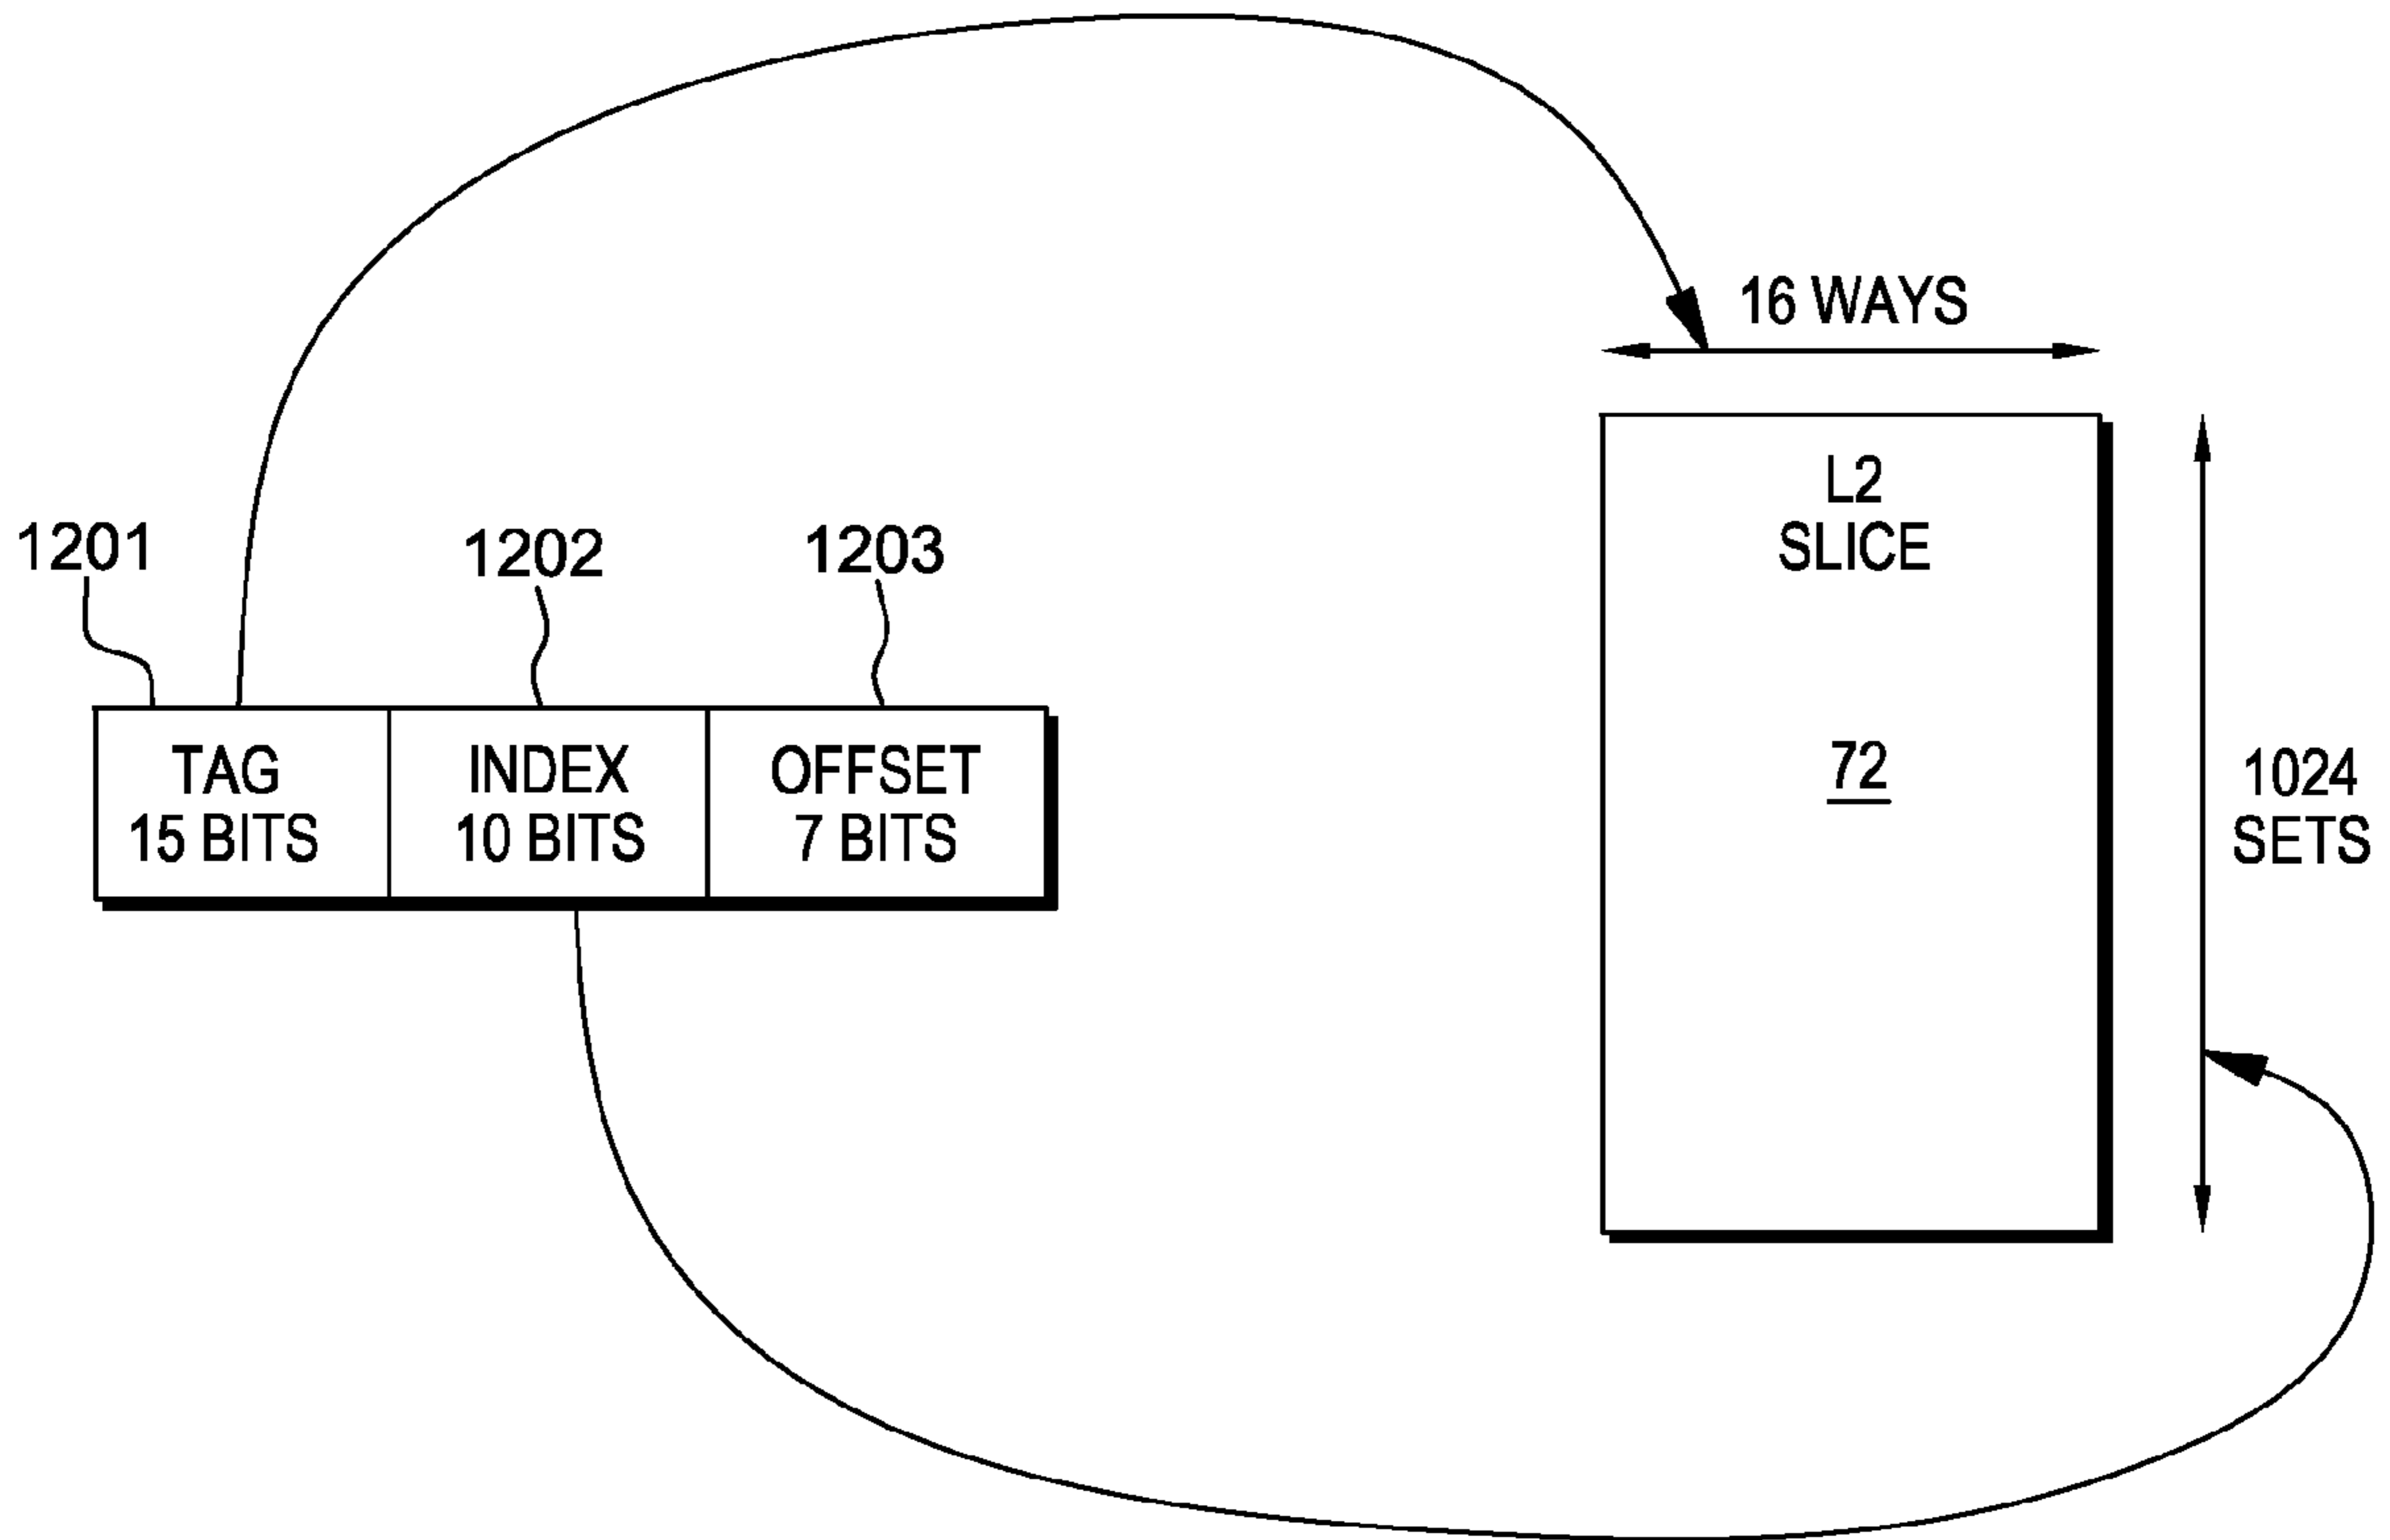 16 WAYS
L2
SLICE
72
1024
SETS
1201
1202
1203
TAG
15 BITS
INDEX
10 BITS
OFFSET
7 BITS